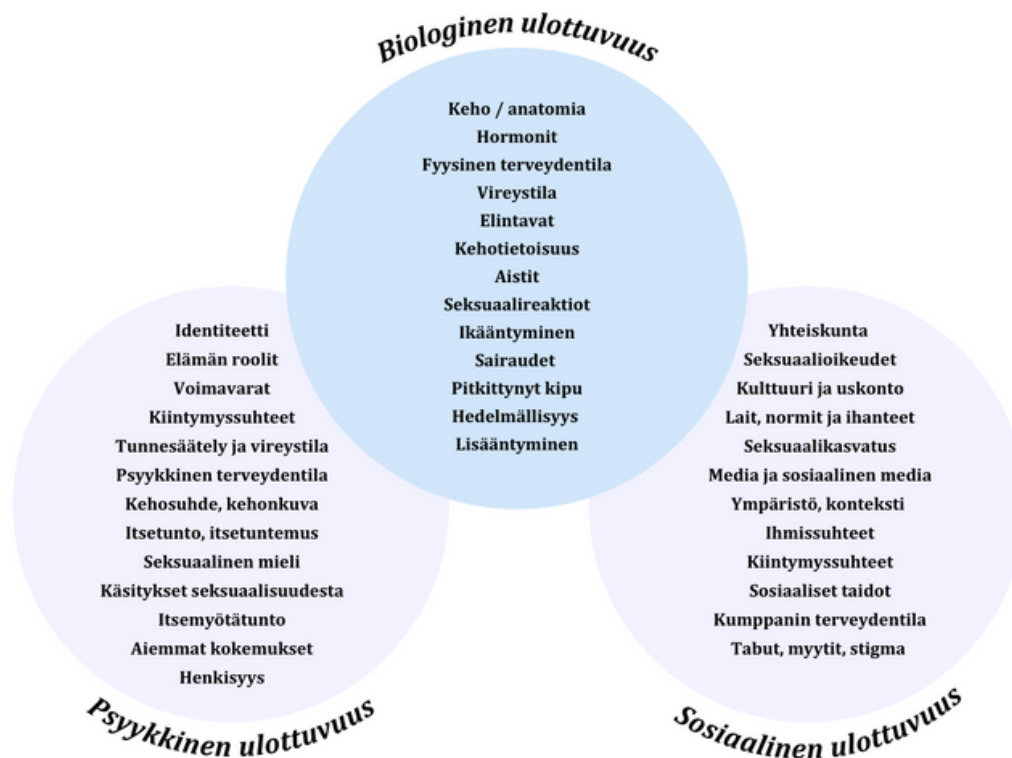 Biologinen ulottuvuus
Keho / anatomia
Hormonit
Fyysinen terveydentila
Vireystila
Elintavat
Kehotietoisuus
Aistit
Seksuaalireaktiot
Ikääntyminen
Sairaudet
Pitkittynyt kipu
Hedelmällisyys
Lisääntyminen
Identiteetti
Elämän roolit
Voimavarat
Kiintymyssuhteet
Tunnesäätely ja vireystila
Psyykkinen terveydentila
Kehosuhde, kehonkuva
Itsetunto, itsetuntemus
Seksuaalinen mieli
Käsitykset seksuaalisuudesta
Itsemyötätunto
Aiemmat kokemukset
Henkisyys
Psyykkinen ulottuvuus
Yhteiskunta
Seksuaalioikeudet
Kulttuuri ja uskonto
Lait, normit ja ihanteet
Seksuaalikasvatus
Media ja sosiaalinen media
Ympäristö, konteksti
Ihmissuhteet
Kiintymyssuhteet
Sosiaaliset taidot
Kumppanin terveydentila
Tabut, myytit, stigma
Sosiaalinen ulottuvuus